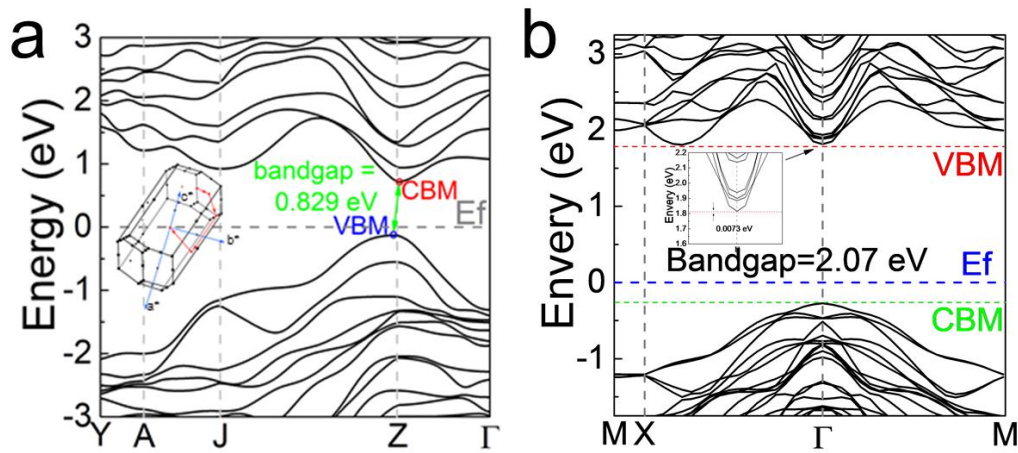 a
Energy (eV)
3
2
1
0
-1
-2
-3
Y A J Z Γ
bandgap =
0.829 eV
CBM
VBM
Ef
c*
b*
a*
b
Envery (eV)
3
2
1
0
-1
M X Γ M
VBM
Envery (eV)
2.2
2.1
2.0
1.9
1.8
1.7
1.6
0.0073 eV
M
Bandgap=2.07 eV
Ef
CBM